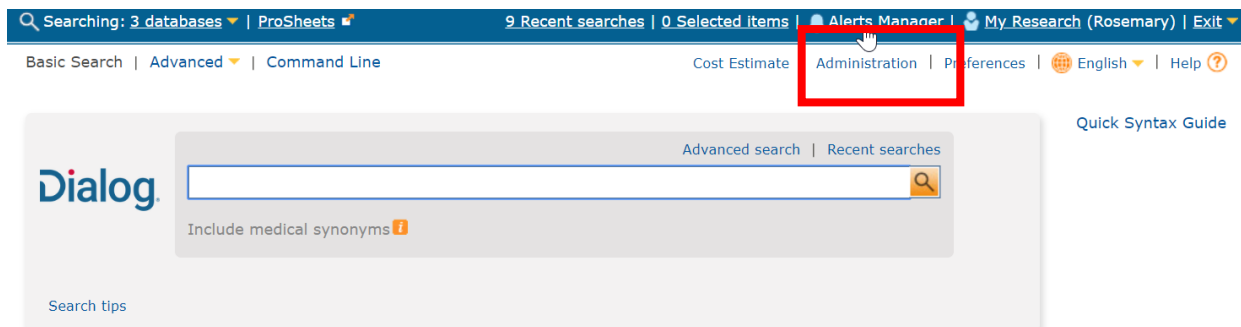 Searching: 3 databases | ProSheets 9 Recent searches | 0 Selected items | Alerts Manager | My Research (Rosemary) | Exit
Basic Search | Advanced | Command Line Cost Estimate Administration | Preferences | English | Help ?
Quick Syntax Guide
Advanced search | Recent searches
Dialog.
Include medical synonyms i
Search tips